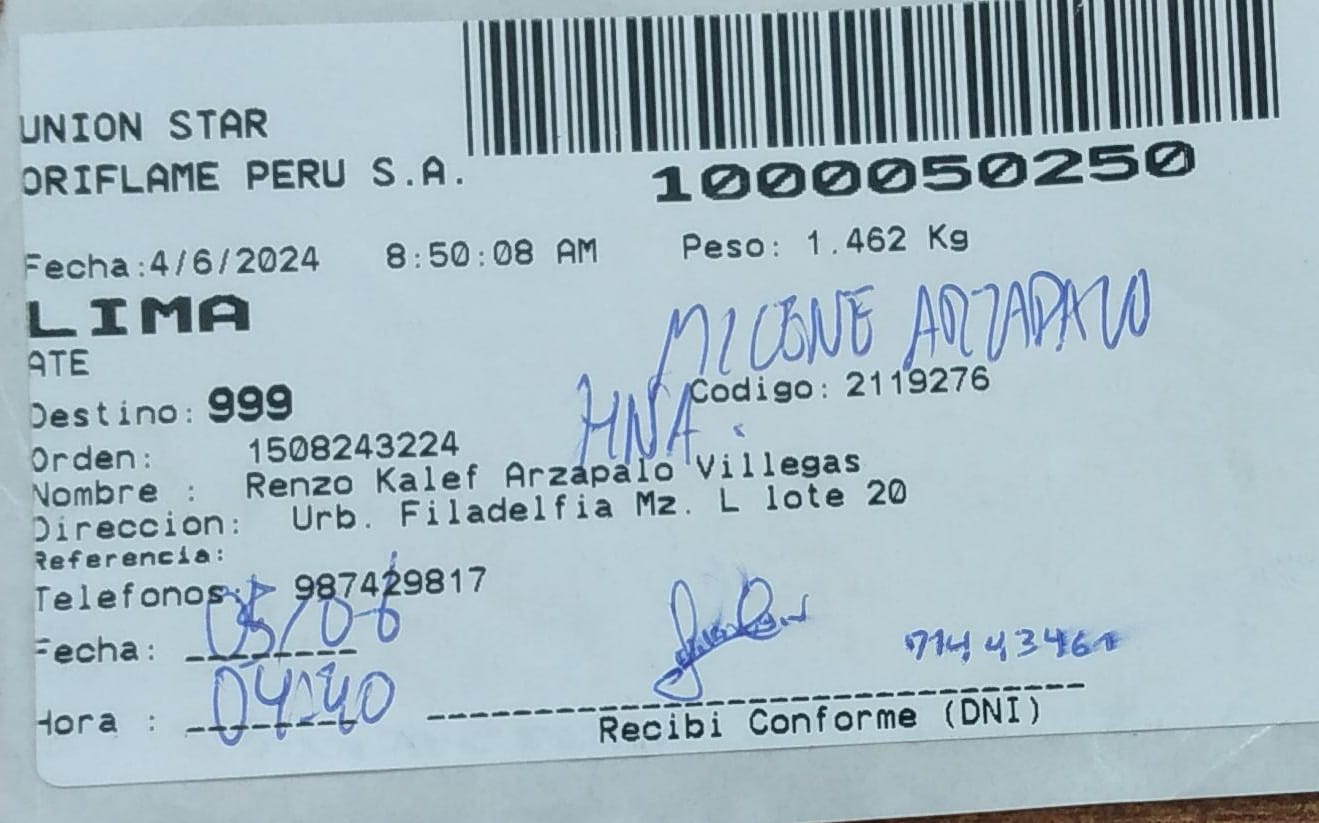 UNION STAR
ORIFLAME PERU S.A.
1000050250
Fecha:4/6/2024 8:50:08 AM Peso: 1.462 Kg
LIMA
ARZAPALO
ATE
HNA.
Codigo: 2119276
Destino: 999
Orden: 1508243224
Nombre : Renzo Kalef Arzapalo Villegas
Direccion: Urb. Filadelfia Mz. L lote 20
Referencia:
Telefonos: 987429817
Fecha: 05/06
Hora : 04:40
Recibi Conforme (DNI)